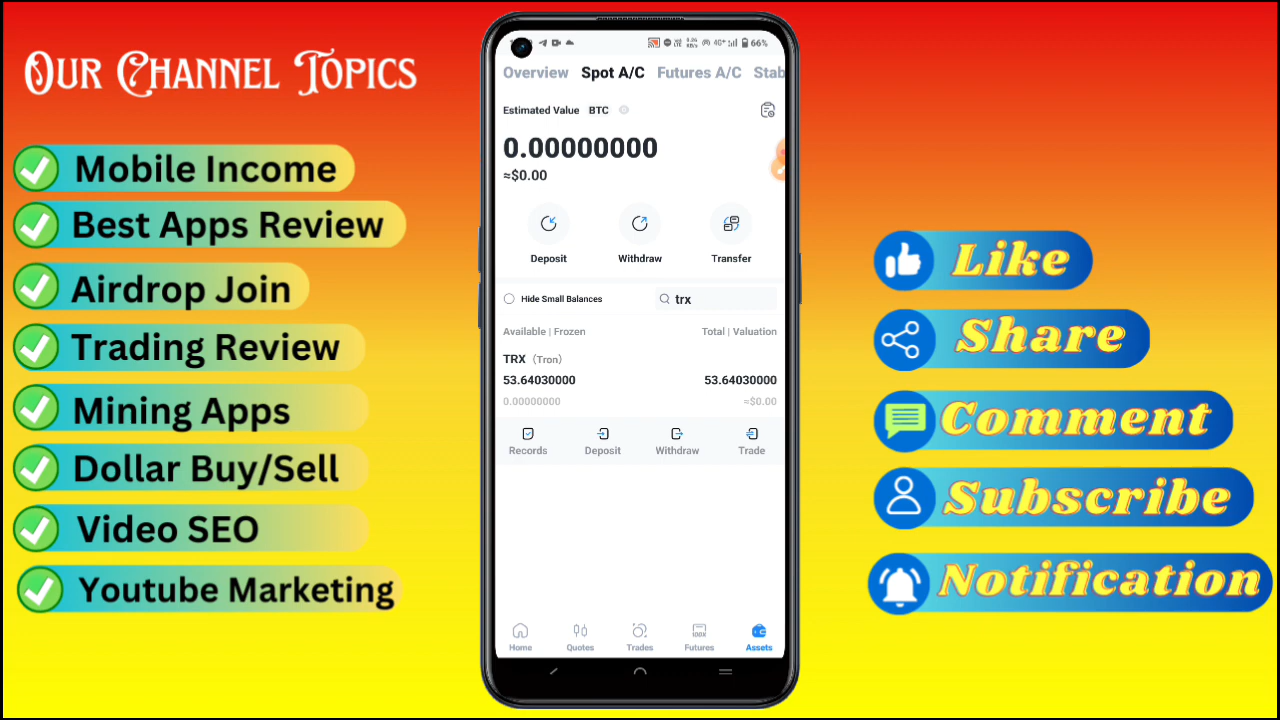 Our Channel Topics
Mobile Income
Best Apps Review
Airdrop Join
Trading Review
Mining Apps
Dollar Buy/Sell
Video SEO
Youtube Marketing
4G+ 66%
Overview Spot A/C Futures A/C Stab
Estimated Value BTC
0.00000000
≈$0.00
Deposit Withdraw Transfer
Hide Small Balances trx
Available | Frozen Total | Valuation
TRX (Tron)
53.64030000 53.64030000
0.00000000 ≈$0.00
Records Deposit Withdraw Trade
100X
Home Quotes Trades Futures Assets
Like
Share
Comment
Subscribe
Notification